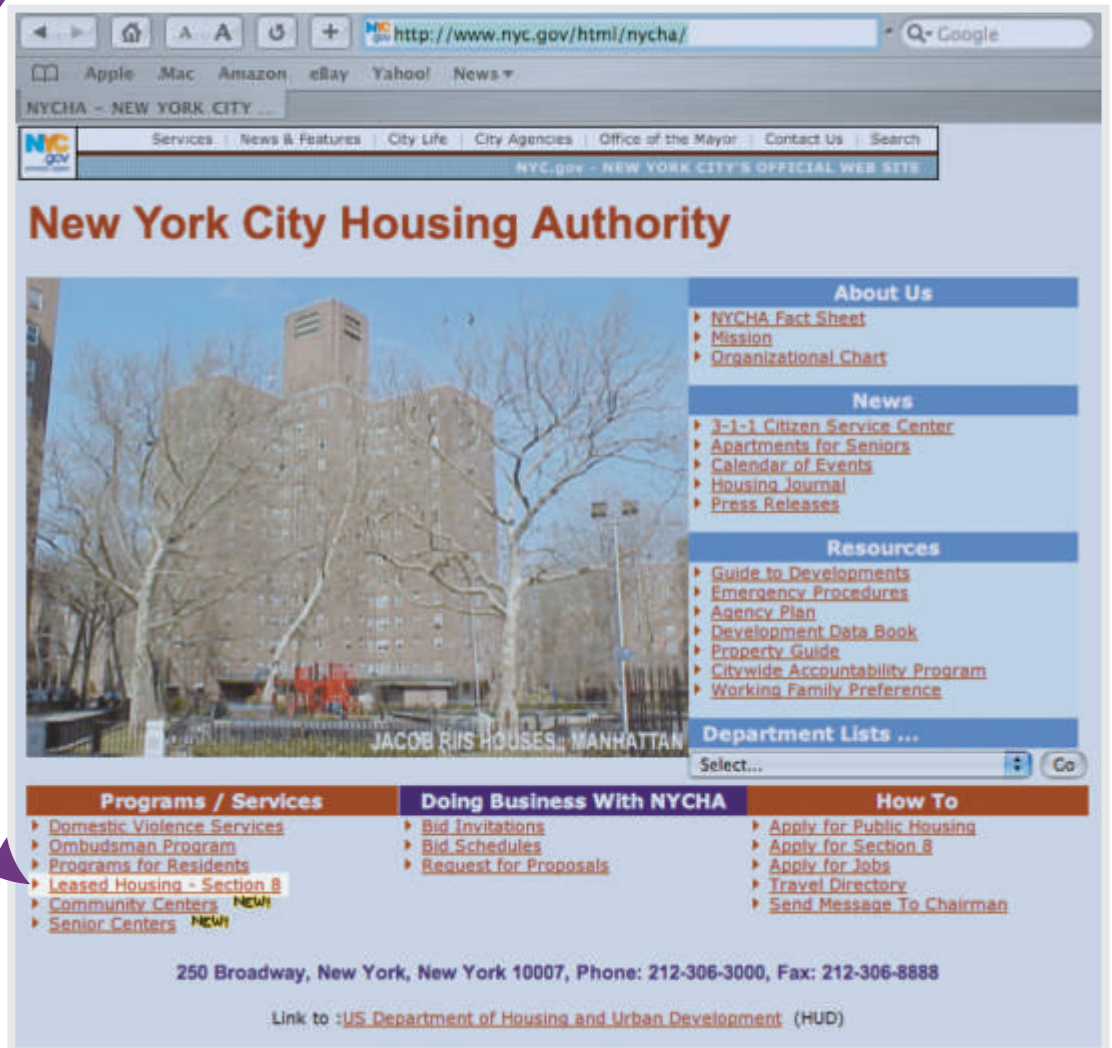 A A + http://www.nyc.gov/html/nycha/ Q Google
Apple .Mac Amazon eBay Yahoo! News
NYCHA – NEW YORK CITY ...
NYC .gov
Services | News & Features | City Life | City Agencies | Office of the Mayor | Contact Us | Search
NYC.gov - NEW YORK CITY'S OFFICIAL WEB SITE
New York City Housing Authority
JACOB RIIS HOUSES, MANHATTAN
About Us
NYCHA Fact Sheet
Mission
Organizational Chart
News
3-1-1 Citizen Service Center
Apartments for Seniors
Calendar of Events
Housing Journal
Press Releases
Resources
Guide to Developments
Emergency Procedures
Agency Plan
Development Data Book
Property Guide
Citywide Accountability Program
Working Family Preference
Department Lists ...
Select... Go
Programs / Services
Domestic Violence Services
Ombudsman Program
Programs for Residents
Leased Housing - Section 8
Community Centers NEW!
Senior Centers NEW!
Doing Business With NYCHA
Bid Invitations
Bid Schedules
Request for Proposals
How To
Apply for Public Housing
Apply for Section 8
Apply for Jobs
Travel Directory
Send Message To Chairman
250 Broadway, New York, New York 10007, Phone: 212-306-3000, Fax: 212-306-8888
Link to :US Department of Housing and Urban Development (HUD)